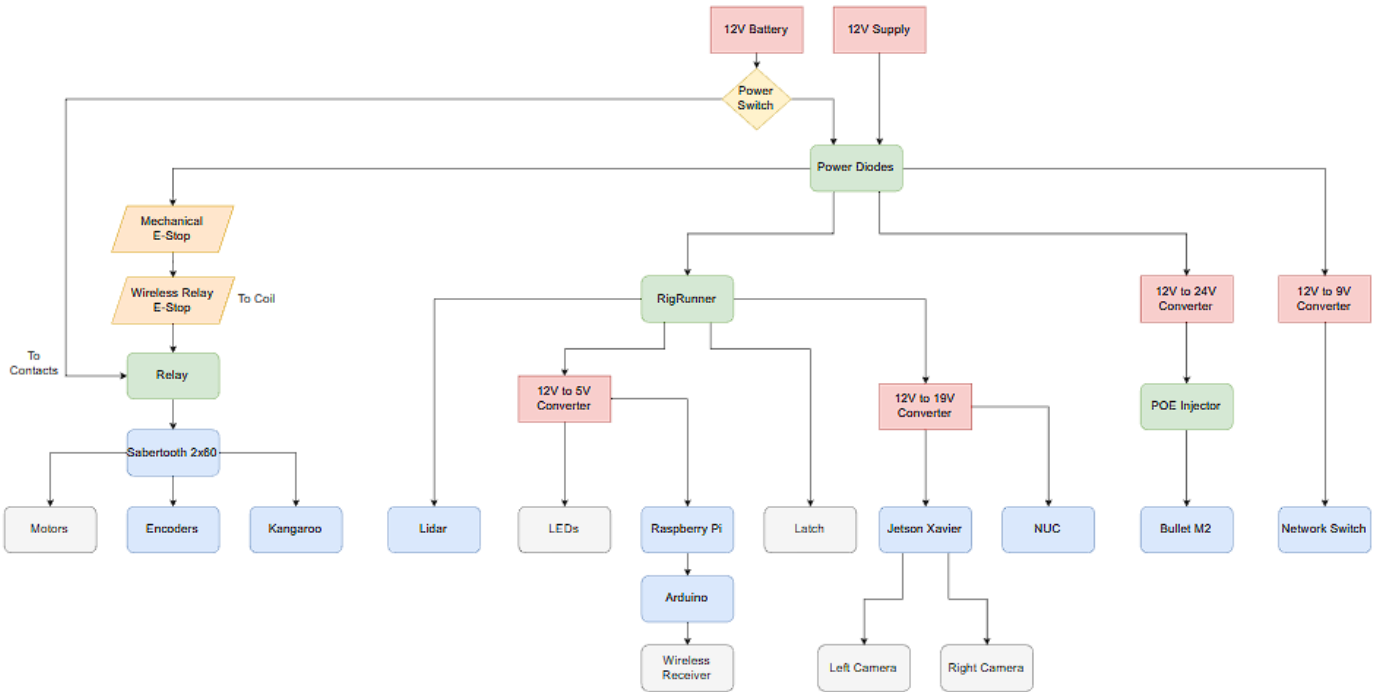 12V Battery
12V Supply
Power
Switch
Power Diodes
Mechanical
E-Stop
Wireless Relay
E-Stop
To Coil
RigRunner
12V to 24V
Converter
12V to 9V
Converter
To
Contacts
Relay
12V to 5V
Converter
12V to 19V
Converter
POE Injector
Sabertooth 2x60
Motors
Encoders
Kangaroo
Lidar
LEDs
Raspberry Pi
Latch
Jetson Xavier
NUC
Bullet M2
Network Switch
Arduino
Wireless
Receiver
Left Camera
Right Camera